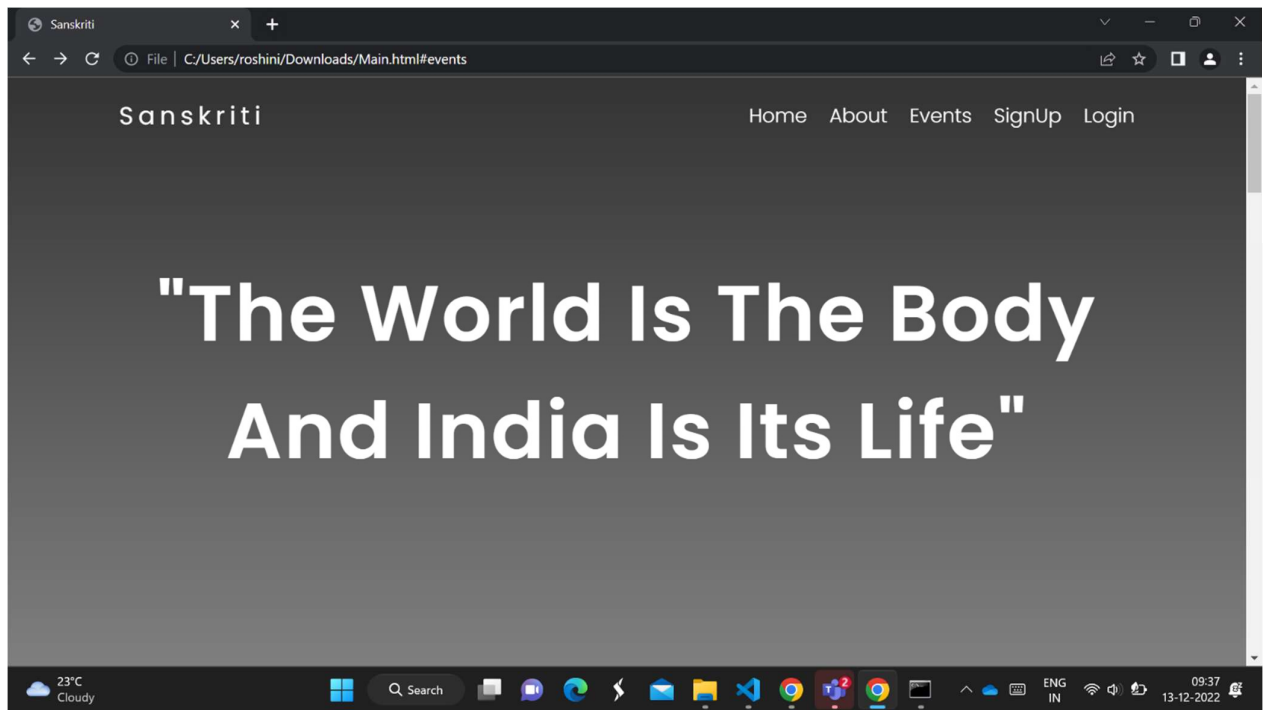 Sanskriti
File | C:/Users/roshini/Downloads/Main.html#events
Sanskriti
Home About Events SignUp Login
"The World Is The Body
And India Is Its Life"
23°C
Cloudy
Search
2
ENG
IN
09:37
13-12-2022